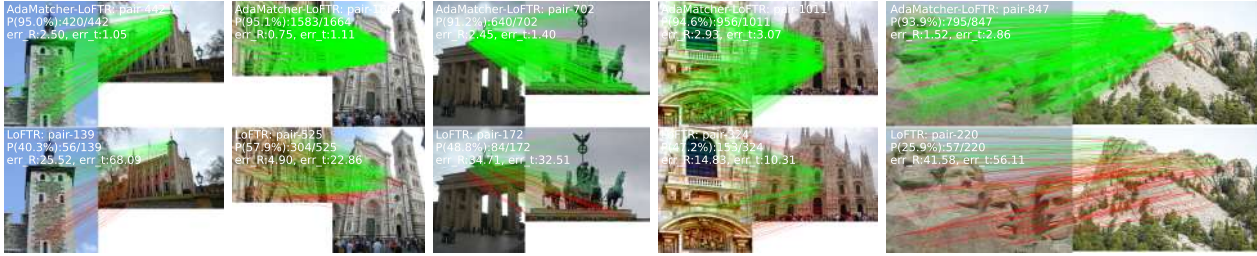 AdaMatcher-LoFTR: pair-442
P(95.0%):420/442
err_R:2.50, err_t:1.05
AdaMatcher-LoFTR: pair-1664
P(95.1%):1583/1664
err_R:0.75, err_t:1.11
AdaMatcher-LoFTR: pair-702
P(91.2%):640/702
err_R:2.45, err_t:1.40
AdaMatcher-LoFTR: pair-1011
P(94.6%):956/1011
err_R:2.93, err_t:3.07
AdaMatcher-LoFTR: pair-847
P(93.9%):795/847
err_R:1.52, err_t:2.86
LoFTR: pair-139
P(40.3%):56/139
err_R:25.52, err_t:68.09
LoFTR: pair-525
P(57.9%):304/525
err_R:4.90, err_t:22.86
LoFTR: pair-172
P(48.8%):84/172
err_R:34.71, err_t:32.51
LoFTR: pair-324
P(47.2%):153/324
err_R:14.83, err_t:10.31
LoFTR: pair-220
P(25.9%):57/220
err_R:41.58, err_t:56.11